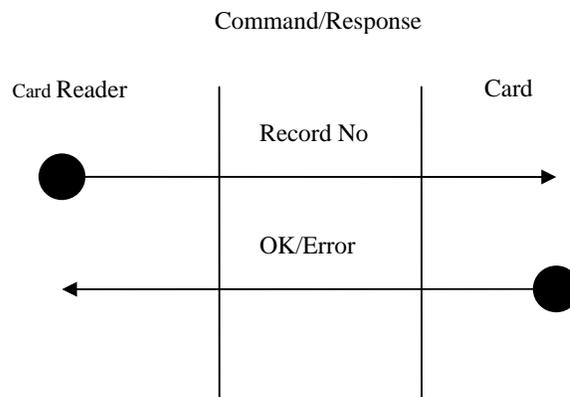 Command/Response
Card Reader
Card
Record No
OK/Error